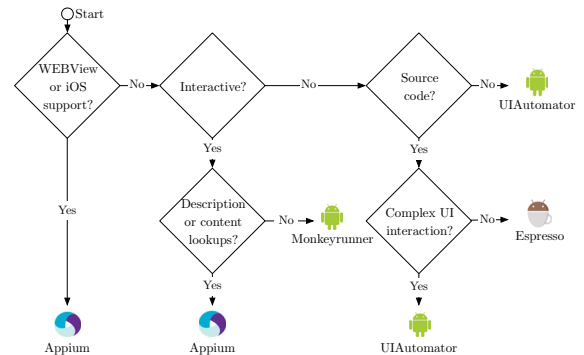 Start
WEBView
or iOS
support?
No
Interactive?
No
Source
code?
No
UIAutomator
Yes
Yes
Yes
Description
or content
lookups?
No
Monkeyrunner
Complex UI
interaction?
No
Espresso
Yes
Yes
Appium
Appium
UIAutomator